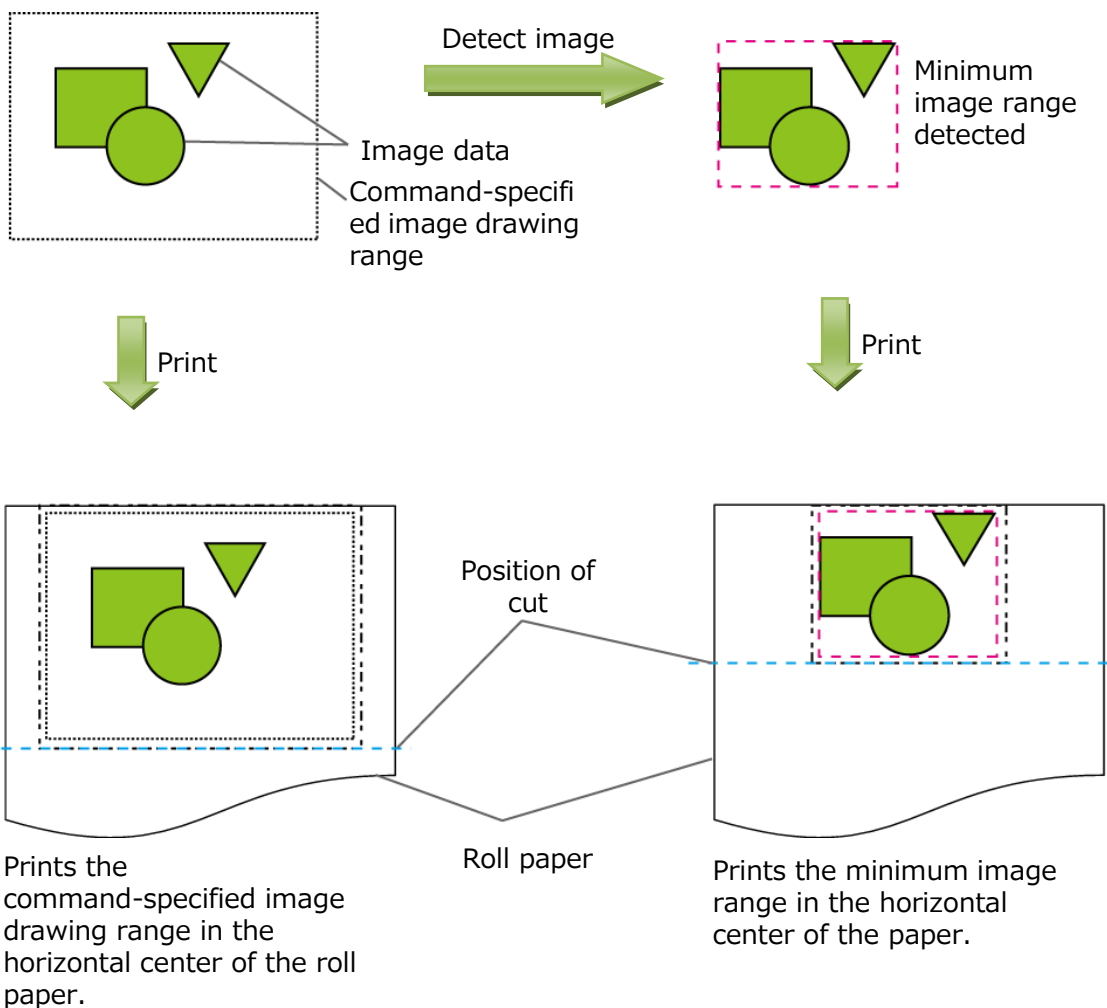 Detect image
Minimum
image range
detected
Image data
Command-specifi
ed image drawing
range
Print
Print
Position of
cut
Roll paper
Prints the
command-specified image
drawing range in the
horizontal center of the roll
paper.
Prints the minimum image
range in the horizontal
center of the paper.